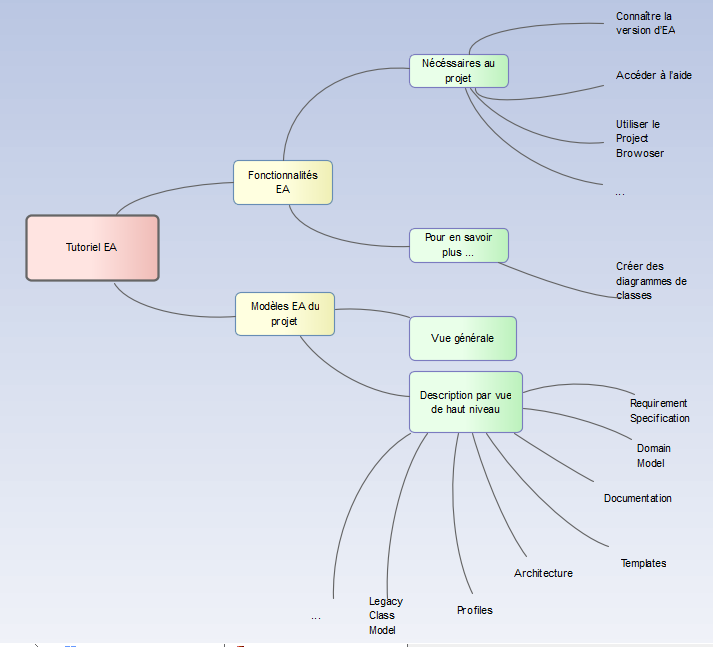 Connaître la
version d'EA
Nécéssaires au
projet
Accéder à l'aide
Utiliser le
Project
Browoser
...
Fonctionnalités
EA
Pour en savoir
plus ...
Tutoriel EA
Créer des
diagrammes de
classes
Modèles EA du
projet
Vue générale
Description par vue
de haut niveau
Requirement
Specification
Domain
Model
Documentation
Templates
Architecture
Profiles
Legacy
Class
Model
...